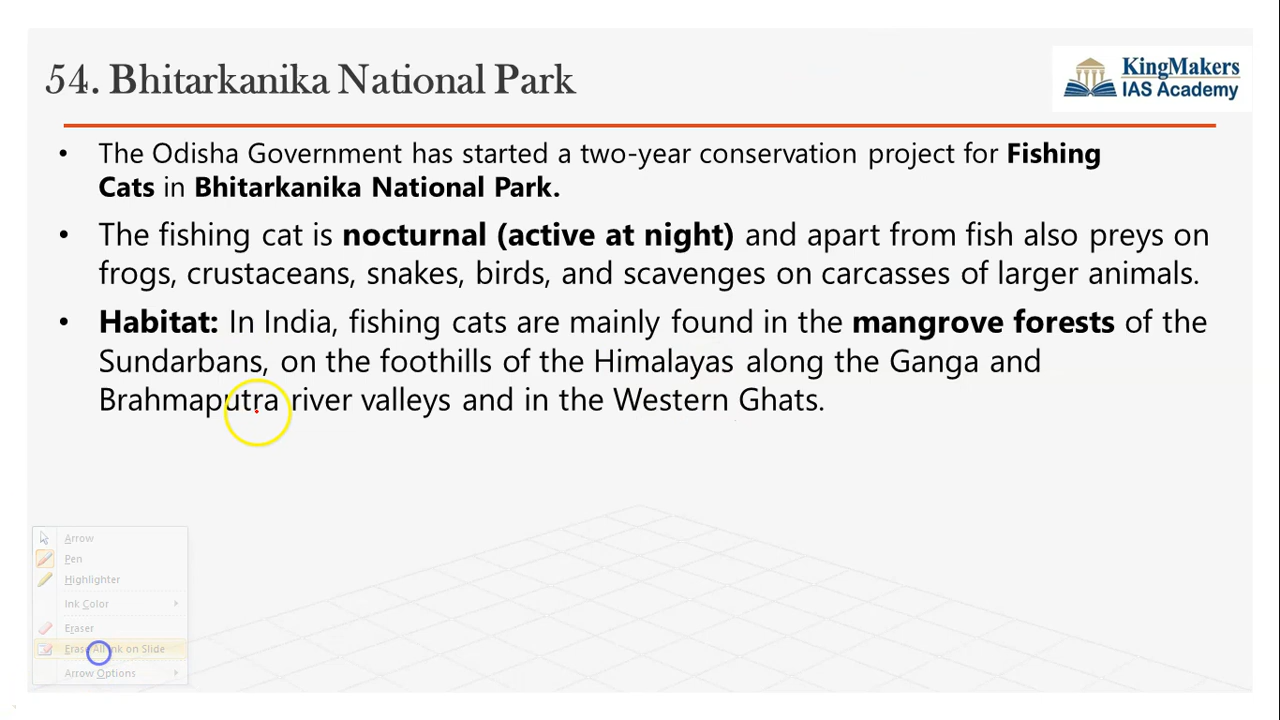 54. Bhitarkanika National Park
KingMakers
IAS Academy
• The Odisha Government has started a two-year conservation project for Fishing
Cats in Bhitarkanika National Park.
• The fishing cat is nocturnal (active at night) and apart from fish also preys on
frogs, crustaceans, snakes, birds, and scavenges on carcasses of larger animals.
• Habitat: In India, fishing cats are mainly found in the mangrove forests of the
Sundarbans, on the foothills of the Himalayas along the Ganga and
Brahmaputra river valleys and in the Western Ghats.
Arrow
Pen
Highlighter
Ink Color
Eraser
Erase All Ink on Slide
Arrow Options